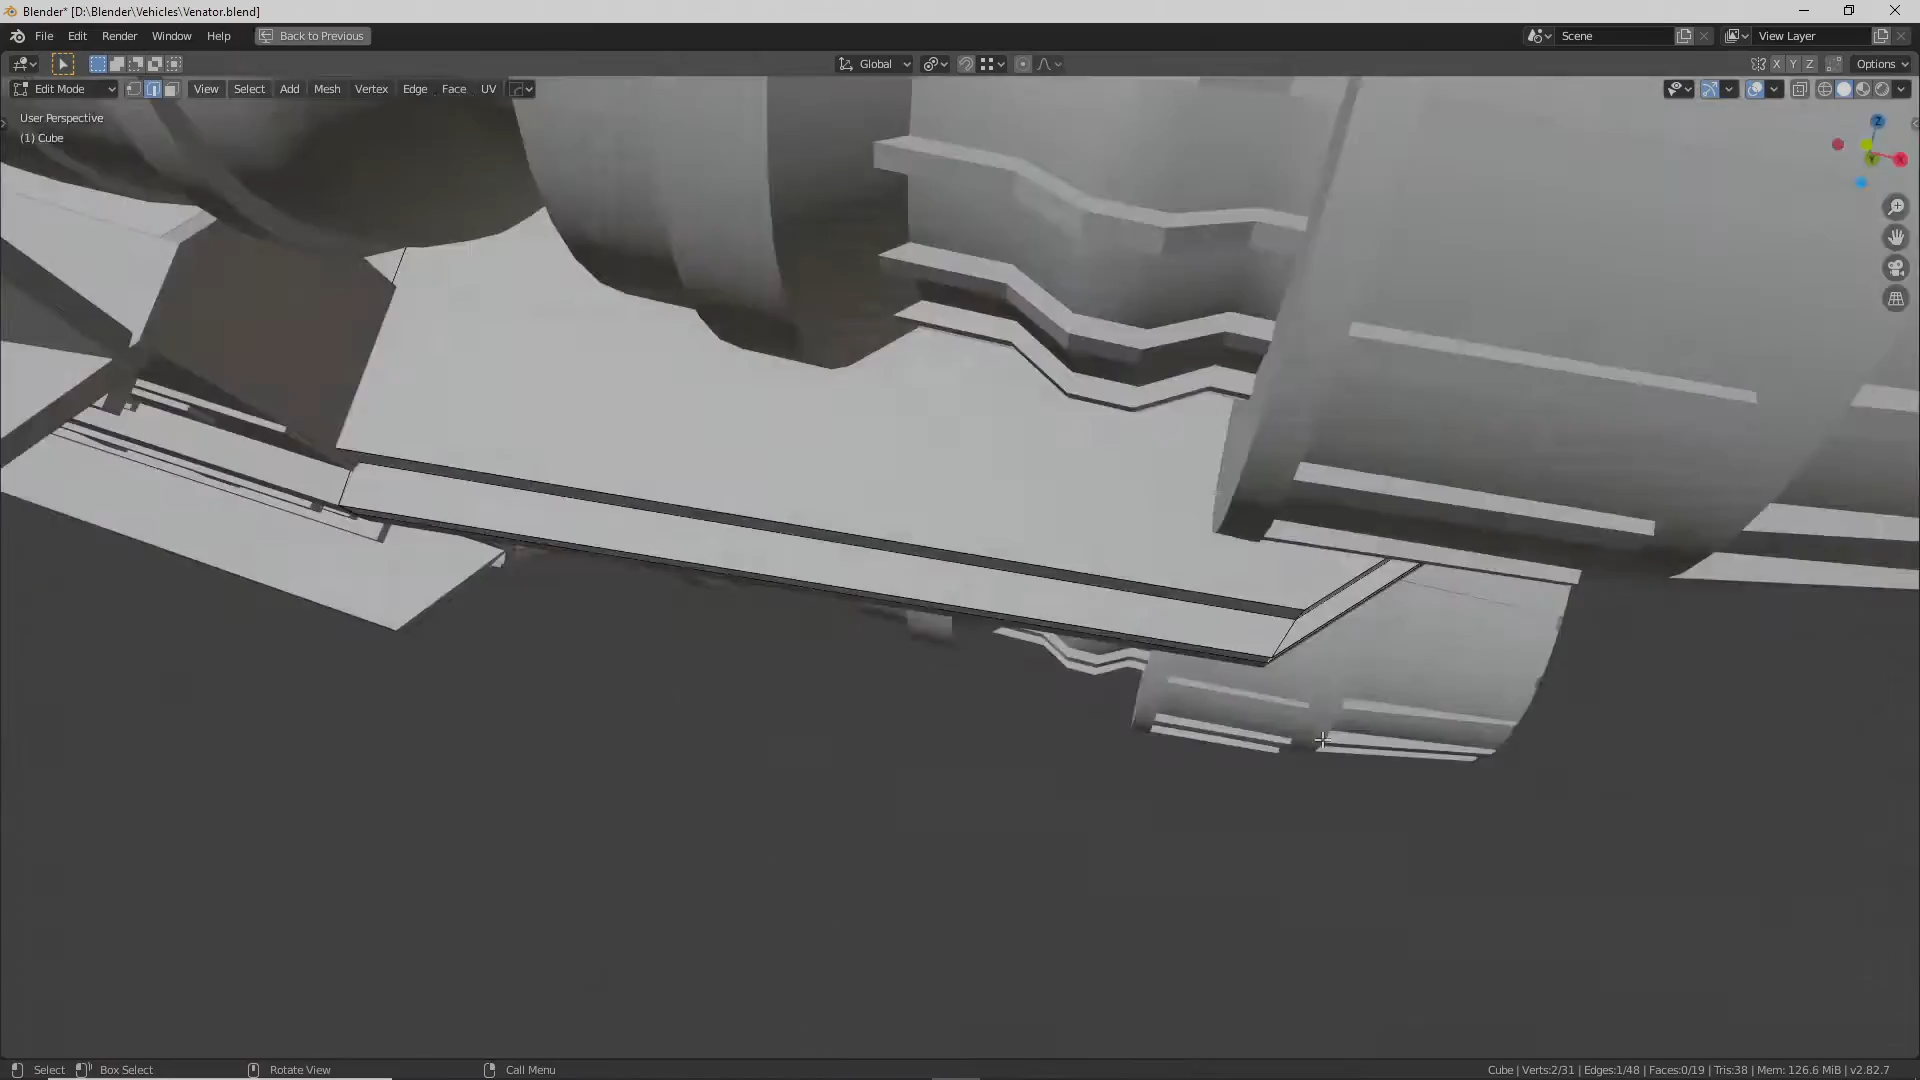 Blender* [D:\Blender\Vehicles\Venator.blend]
File Edit Render Window Help Back to Previous Scene View Layer
Global X Y Z Options
Edit Mode View Select Add Mesh Vertex Edge Face UV
User Perspective
(1) Cube
Z
Y X
Select Box Select Rotate View Call Menu Cube | Verts:2/31 | Edges:1/48 | Faces:0/19 | Tris:38 | Mem: 126.6 MiB | v2.82.7